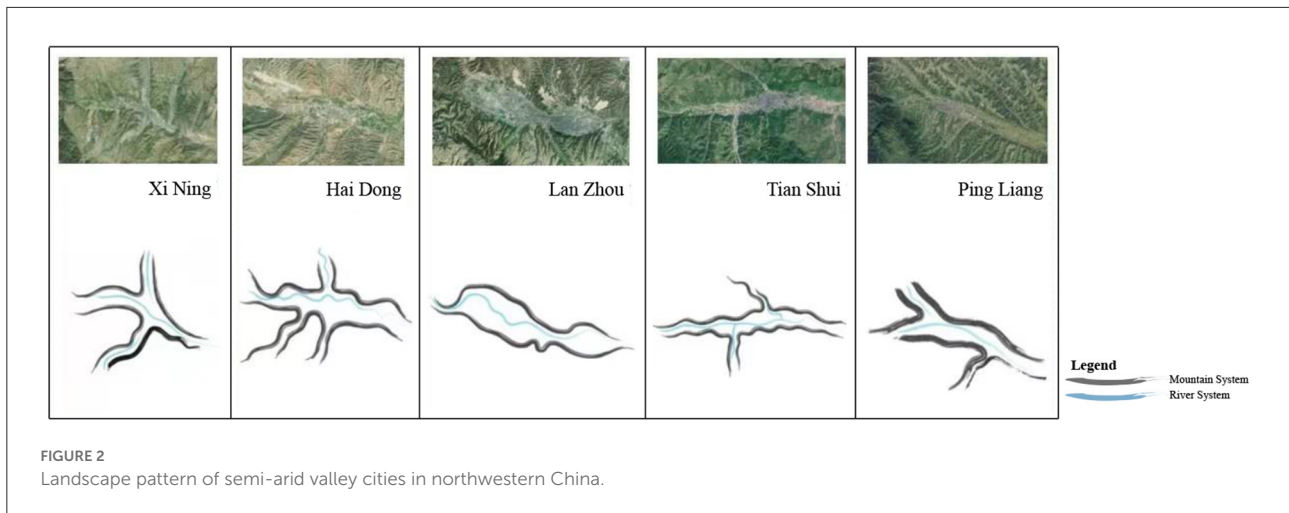 Xi Ning
Hai Dong
Lan Zhou
Tian Shui
Ping Liang
Legend
Mountain System
River System
FIGURE 2
Landscape pattern of semi-arid valley cities in northwestern China.